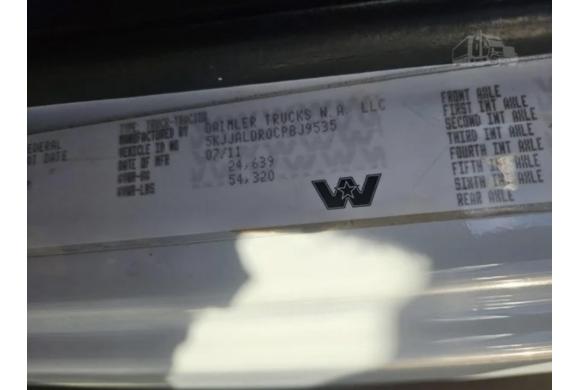 TYPE: TRUCK-TRACTOR
MANUFACTURED BY DAIMLER TRUCKS N.A. LLC
VEHICLE ID NO 5KJJALDR0CPBJ9535
DATE OF MFR 07/11
GVWR-KG 24,639
GVWR-LBS 54,320
FRONT AXLE
FIRST INT AXLE
SECOND INT AXLE
THIRD INT AXLE
FOURTH INT AXLE
FIFTH INT AXLE
SIXTH INT AXLE
REAR AXLE